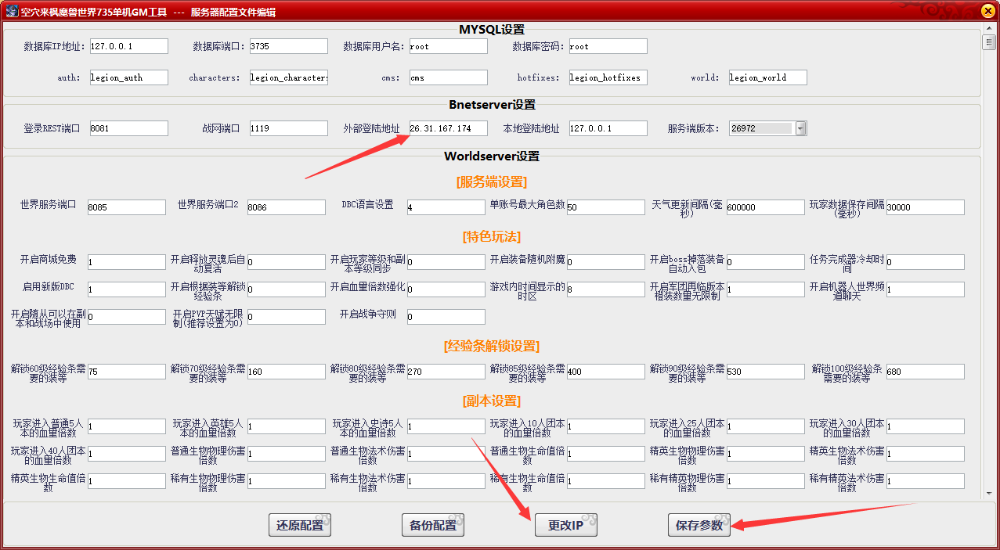 空穴来枫魔兽世界735单机GM工具 --- 服务器配置文件编辑
MYSQL设置
数据库IP地址: 127.0.0.1 数据库端口: 3735 数据库用户名: root 数据库密码: root
auth: legion_auth characters: legion_characters cms: cms hotfixes: legion_hotfixes world: legion_world
Bnetserver设置
登录REST端口 8081 战网端口 1119 外部登陆地址 26.31.167.174 本地登陆地址 127.0.0.1 服务端版本: 26972
Worldserver设置
[服务端设置]
世界服务端口 8085 世界服务端口2 8086 DBC语言设置 4 单账号最大角色数 50 天气更新间隔(毫秒) 600000 玩家数据保存间隔(毫秒) 30000
[特色玩法]
开启商城免费 1 开启释放灵魂后自动复活 0 开启玩家等级和副本等级同步 0 开启装备随机附魔 0 开启boss掉落装备自动入包 0 任务完成器冷却时间 0
启用新版DBC 1 开启根据装等解锁经验条 0 开启血量倍数强化 0 游戏内时间显示的时区 8 开启军团再临版本橙装数量无限制 1 开启机器人世界频道聊天 1
开启随从可以在副本和战场中使用 0 开启PVP天赋无限制(推荐设置为0) 0 开启战争守则 0
[经验条解锁设置]
解锁60级经验条需要的装等 75 解锁70级经验条需要的装等 160 解锁80级经验条需要的装等 270 解锁85级经验条需要的装等 400 解锁90级经验条需要的装等 530 解锁100级经验条需要的装等 680
[副本设置]
玩家进入普通5人本的血量倍数 1 玩家进入英雄5人本的血量倍数 1 玩家进入史诗5人本的血量倍数 1 玩家进入10人团本的血量倍数 1 玩家进入25人团本的血量倍数 1 玩家进入30人团本的血量倍数 1
玩家进入40人团本的血量倍数 1 普通生物物理伤害倍数 1 普通生物法术伤害倍数 1 普通生物生命值倍数 1 精英生物物理伤害倍数 1 精英生物法术伤害倍数 1
精英生物生命值倍数 1 稀有生物物理伤害倍数 1 稀有生物法术伤害倍数 1 稀有生物生命值倍数 1 稀有精英物理伤害倍数 1 稀有精英法术伤害倍数 1
还原配置 备份配置 更改IP 保存参数